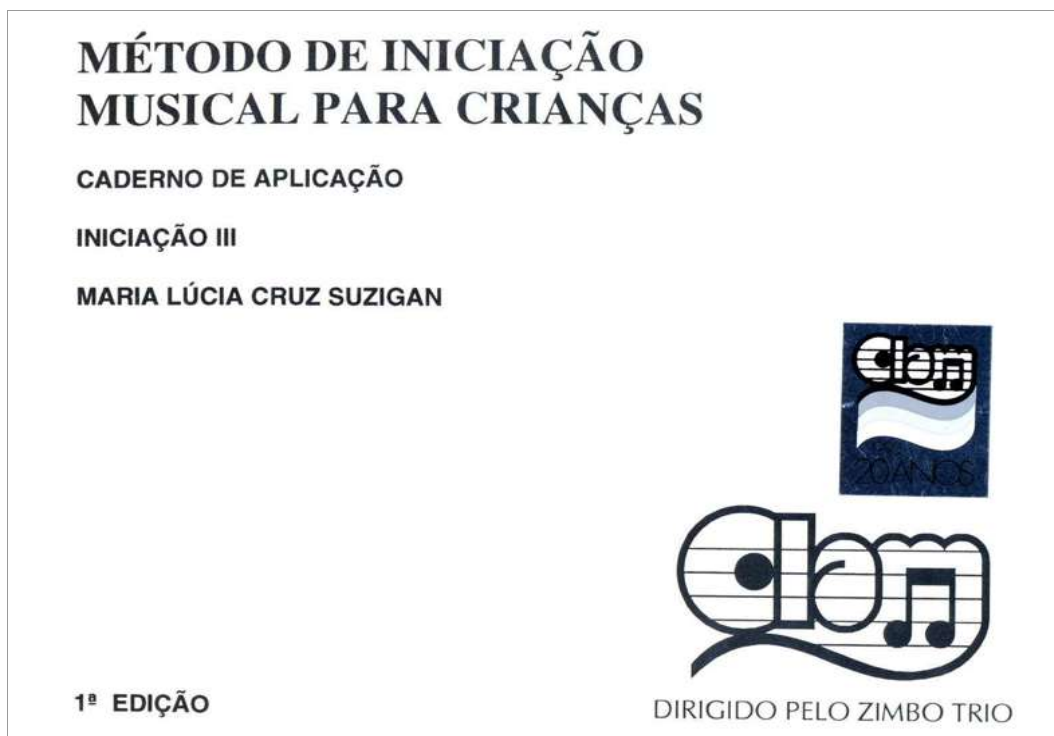 MÉTODO DE INICIAÇÃO
MUSICAL PARA CRIANÇAS
CADERNO DE APLICAÇÃO
INICIAÇÃO III
MARIA LÚCIA CRUZ SUZIGAN
Clam
20 ANOS
Clam
1ª EDIÇÃO
DIRIGIDO PELO ZIMBO TRIO